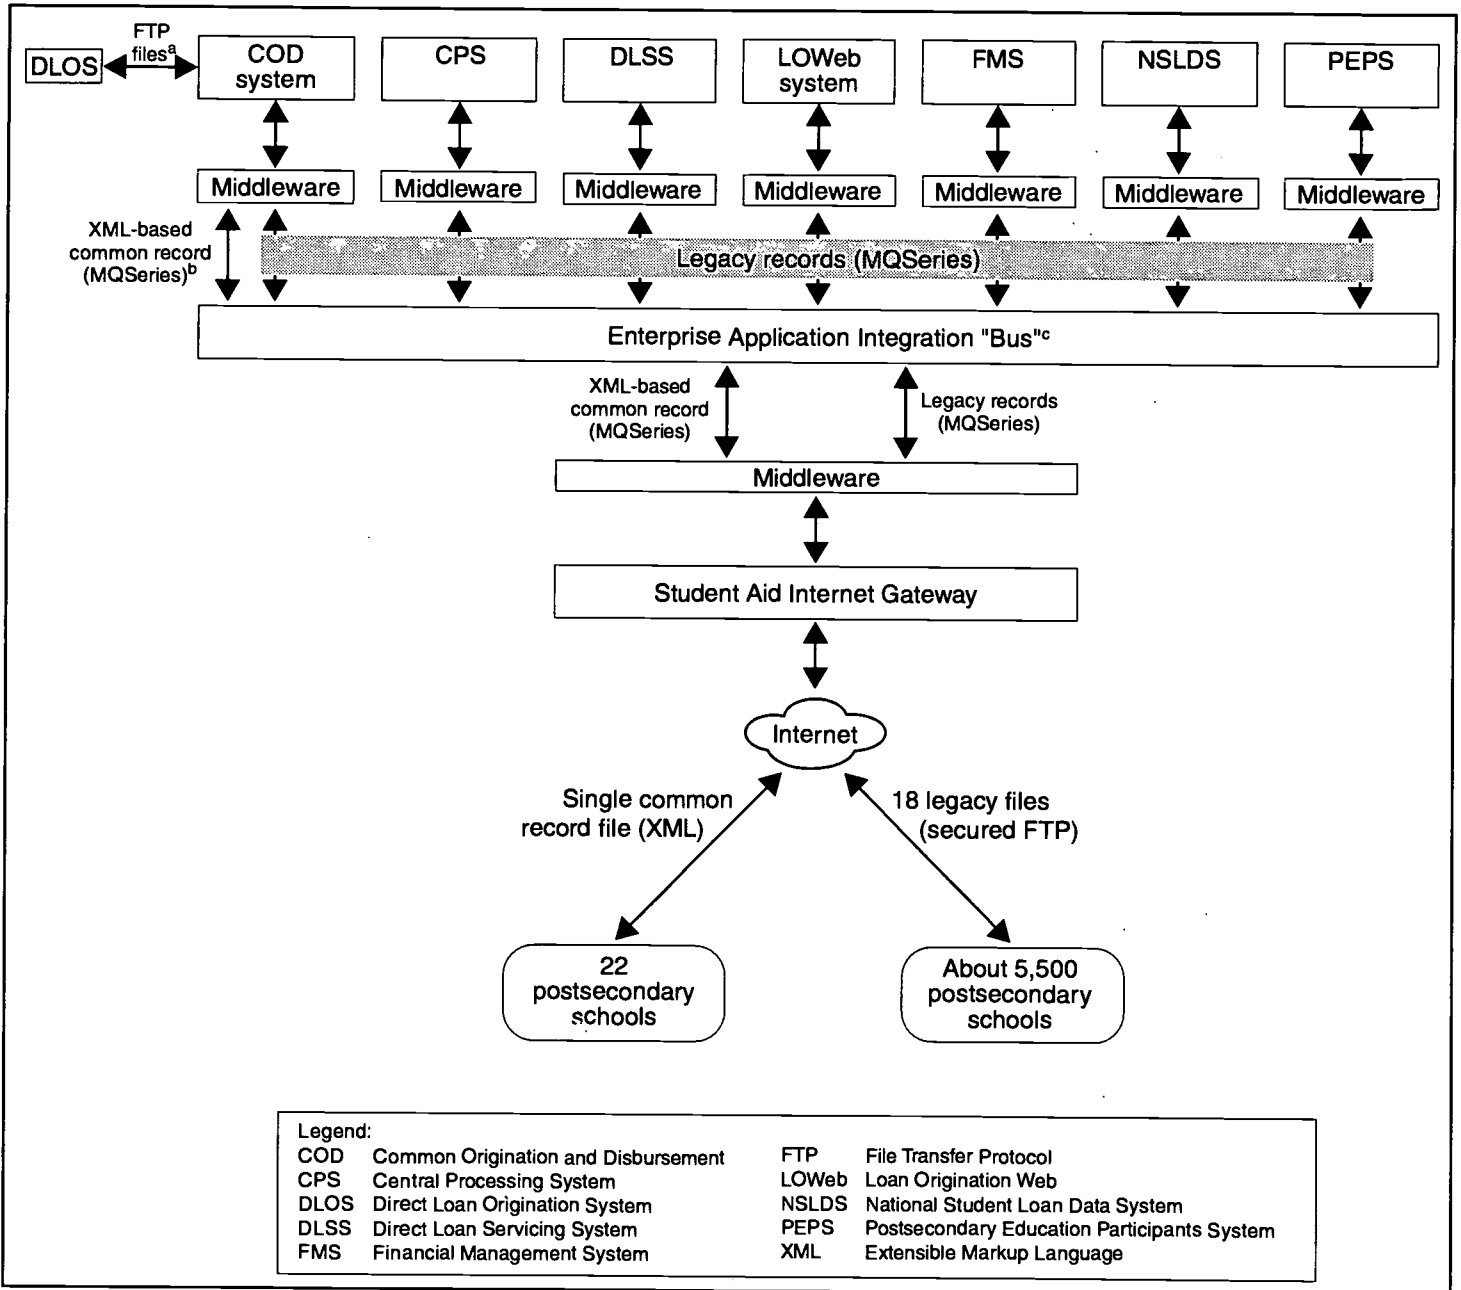 FTP
filesᵃ
DLOS
COD
system
CPS
DLSS
LOWeb
system
FMS
NSLDS
PEPS
Middleware
Middleware
Middleware
Middleware
Middleware
Middleware
Middleware
XML-based
common record
(MQSeries)ᵇ
Legacy records (MQSeries)
Enterprise Application Integration "Bus"ᶜ
XML-based
common record
(MQSeries)
Legacy records
(MQSeries)
Middleware
Student Aid Internet Gateway
Internet
Single common
record file (XML)
18 legacy files
(secured FTP)
22
postsecondary
schools
About 5,500
postsecondary
schools
Legend:
COD Common Origination and Disbursement
CPS Central Processing System
DLOS Direct Loan Origination System
DLSS Direct Loan Servicing System
FMS Financial Management System
FTP File Transfer Protocol
LOWeb Loan Origination Web
NSLDS National Student Loan Data System
PEPS Postsecondary Education Participants System
XML Extensible Markup Language